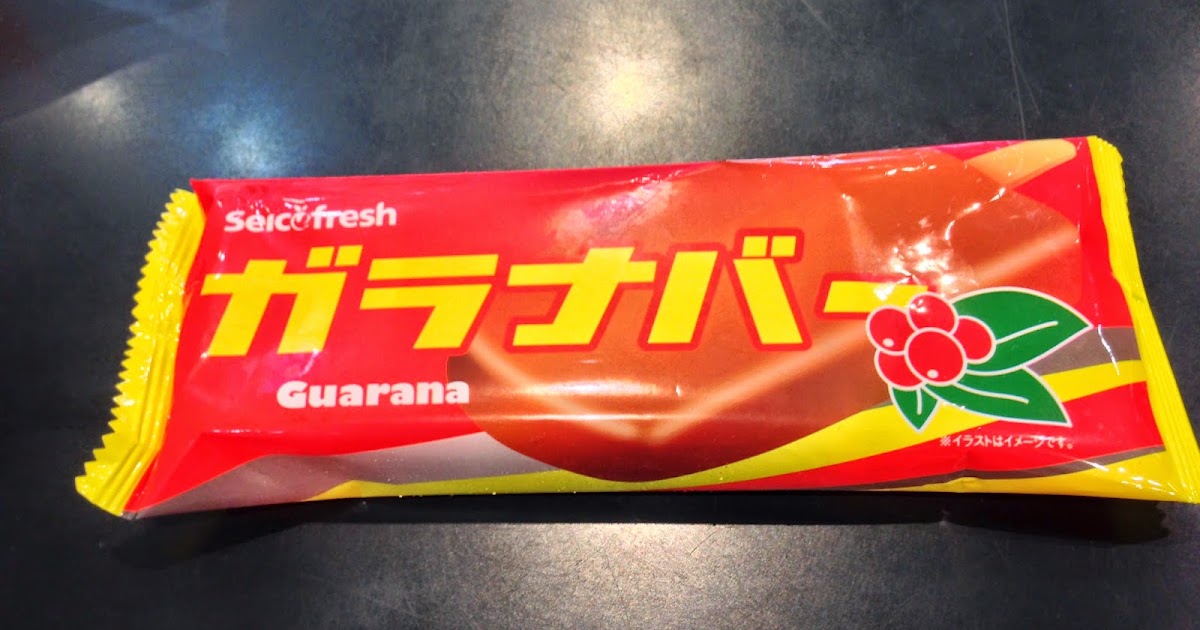 Seicofresh
ガラナバー
Guarana
※イラストはイメージです。